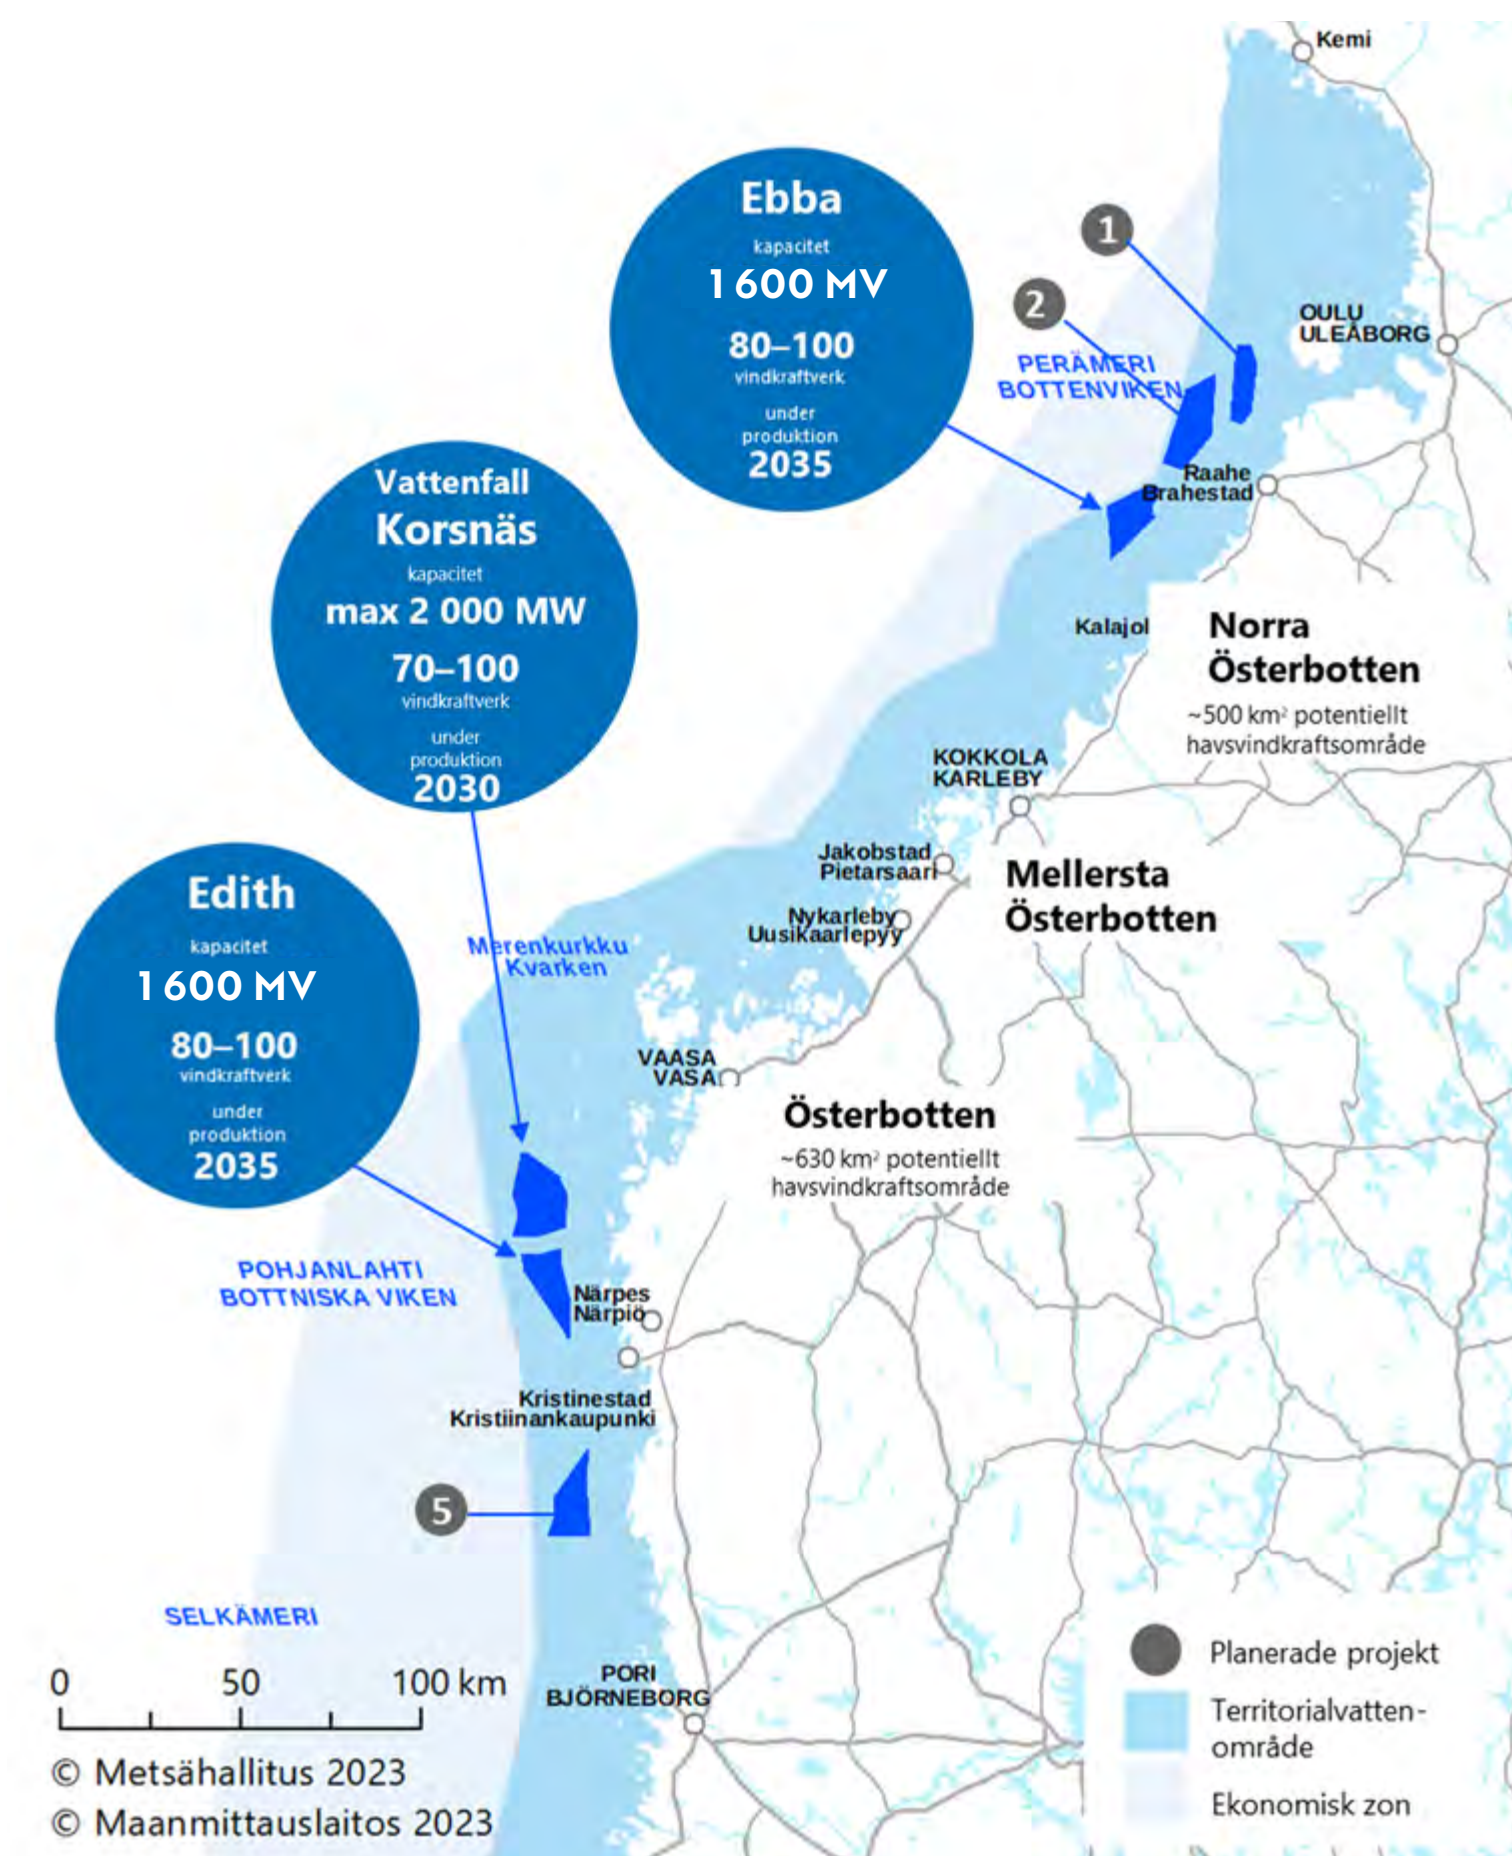 Kemi
Ebba
kapacitet
1 600 MV
80–100
vindkraftverk
under
produktion
2035
1
2
OULU
ULEÅBORG
PERÄMERI
BOTTENVIKEN
Raahe
Brahestad
Vattenfall
Korsnäs
kapacitet
max 2 000 MW
70–100
vindkraftverk
under
produktion
2030
Kalajol
Norra
Österbotten
~500 km² potentiellt
havsvindkraftsområde
KOKKOLA
KARLEBY
Jakobstad
Pietarsaari
Nykarleby
Uusikaarlepyy
Mellersta
Österbotten
Edith
kapacitet
1 600 MV
80–100
vindkraftverk
under
produktion
2035
Merenkurkku
Kvarken
VAASA
VASA
Österbotten
~630 km² potentiellt
havsvindkraftsområde
POHJANLAHTI
BOTTNISKA VIKEN
Närpes
Närpiö
Kristinestad
Kristiinankaupunki
5
SELKÄMERI
PORI
BJÖRNEBORG
0 50 100 km
© Metsähallitus 2023
© Maanmittauslaitos 2023
Planerade projekt
Territorialvatten-
område
Ekonomisk zon